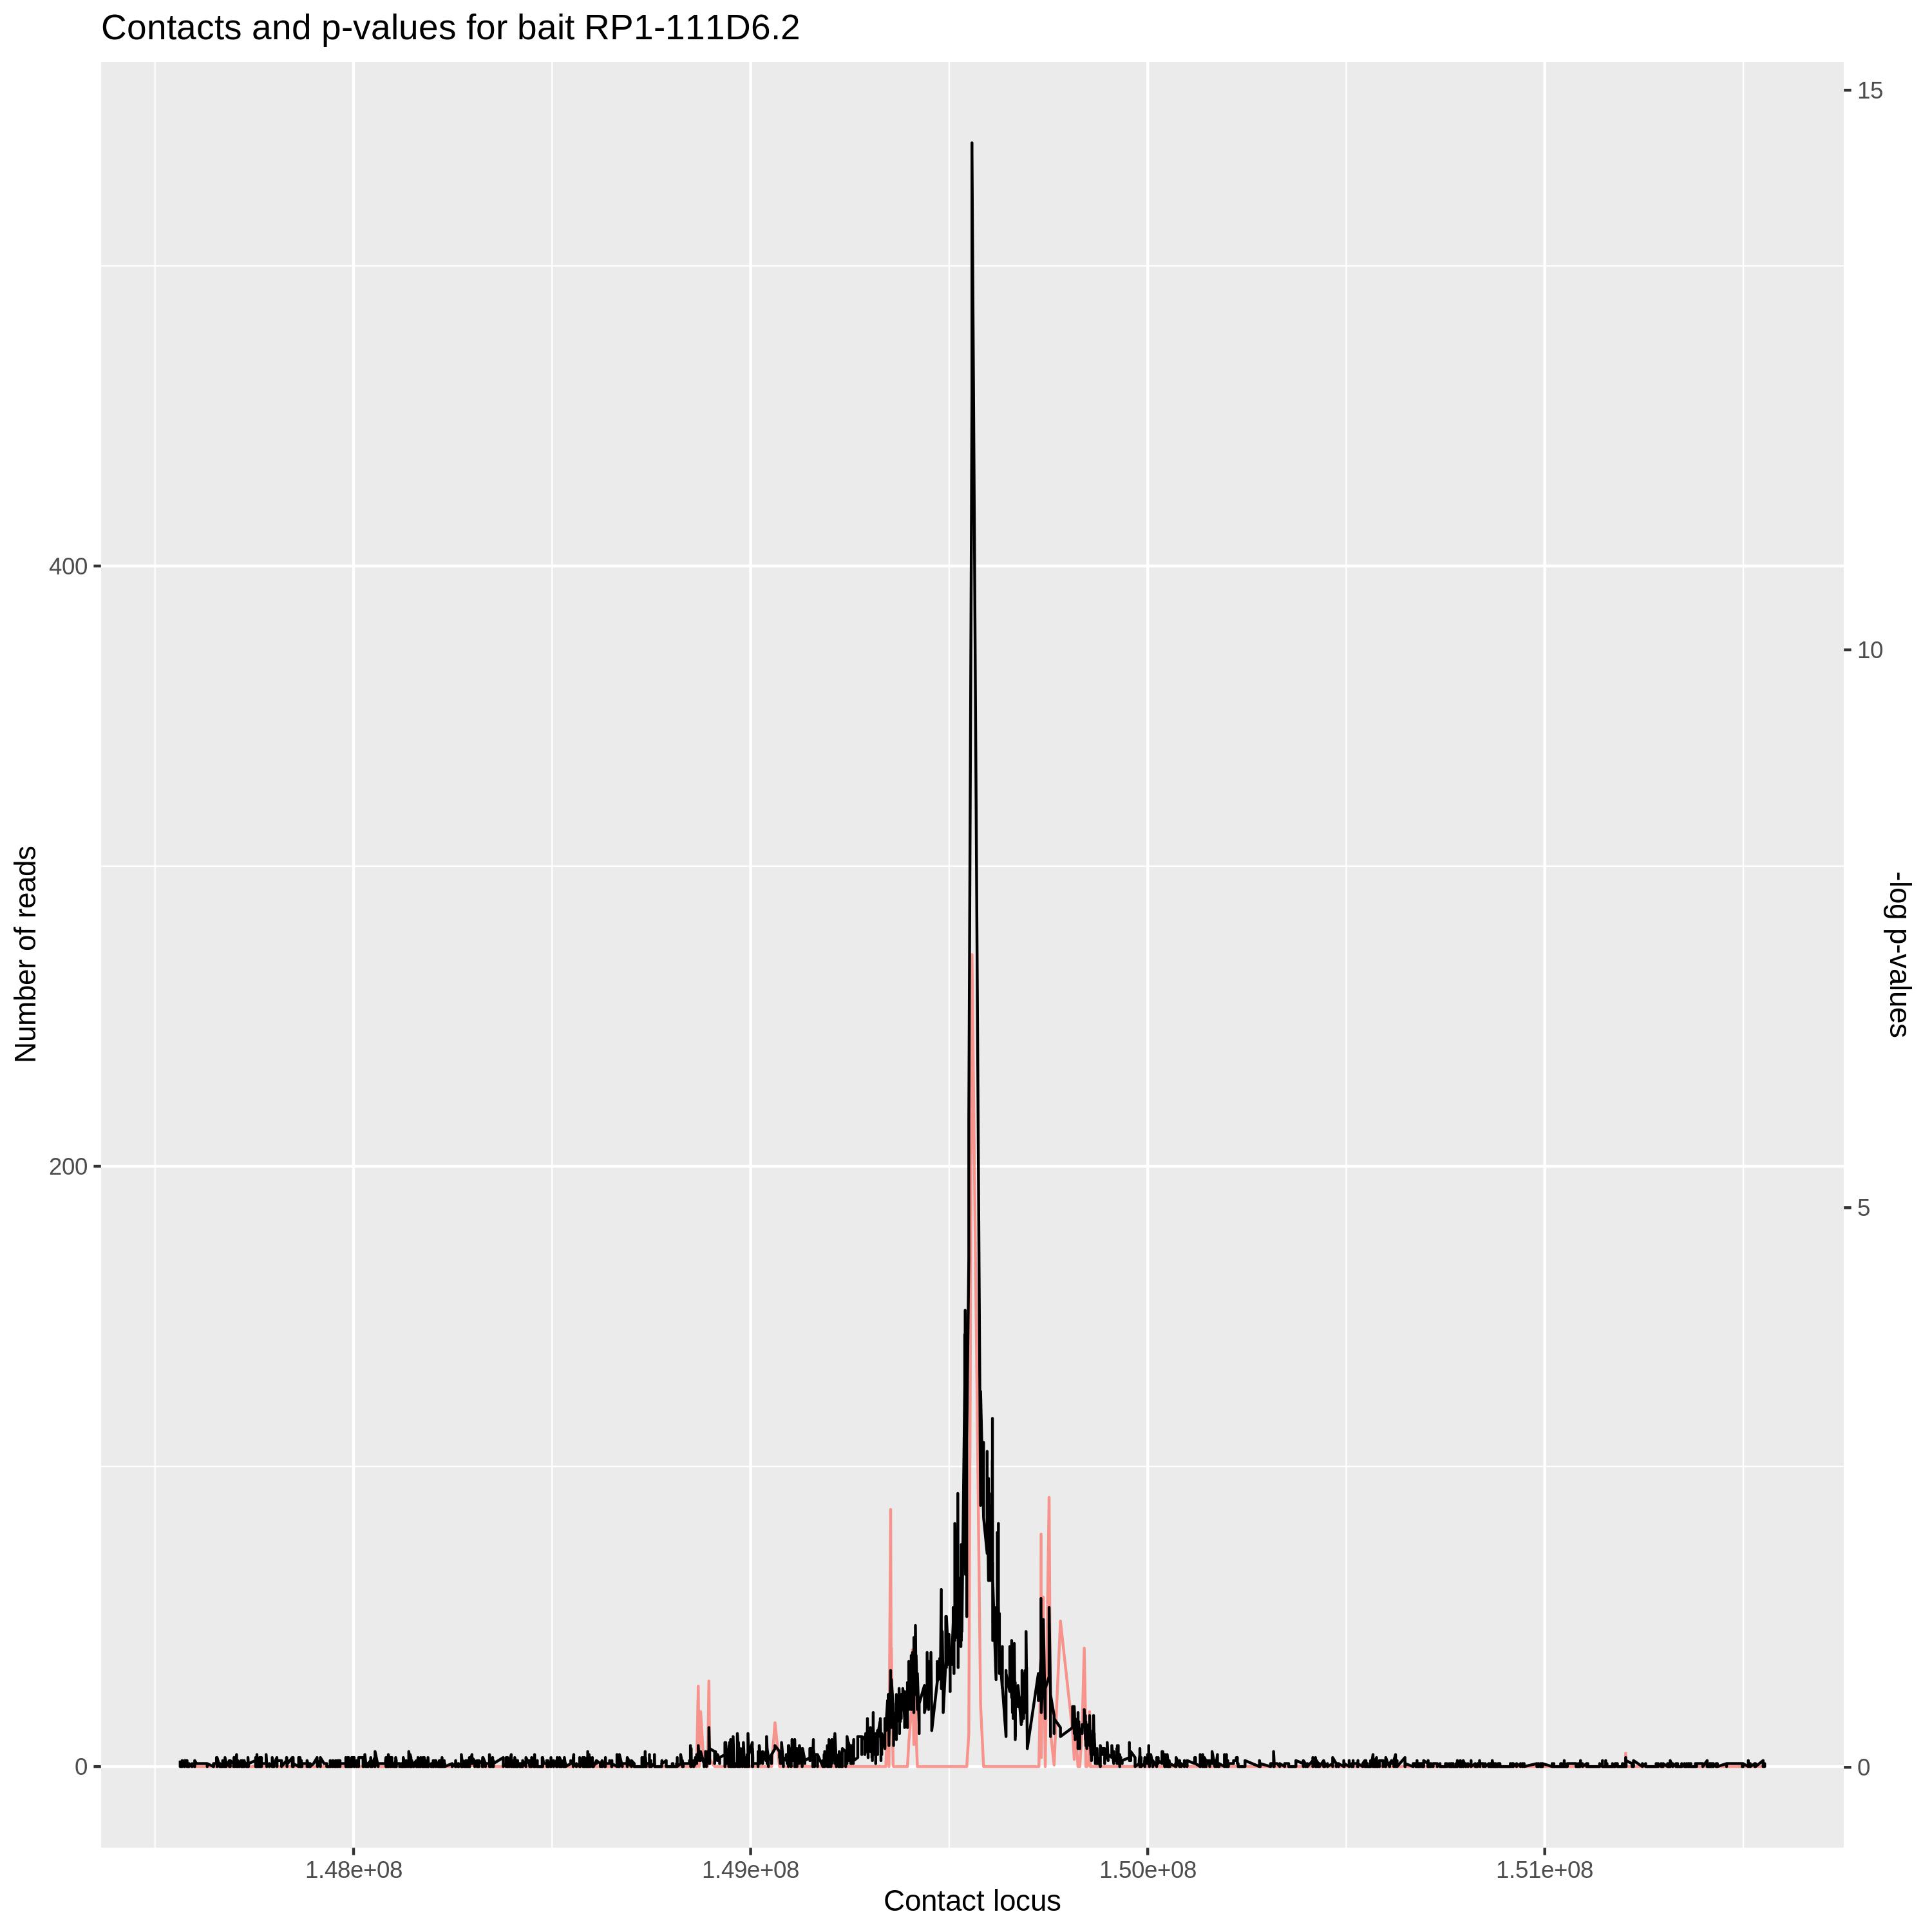 Contacts and p-values for bait RP1-111D6.2
15
400
10
Number of reads
-log p-values
200
5
0
0
1.48e+08
1.49e+08
1.50e+08
1.51e+08
Contact locus